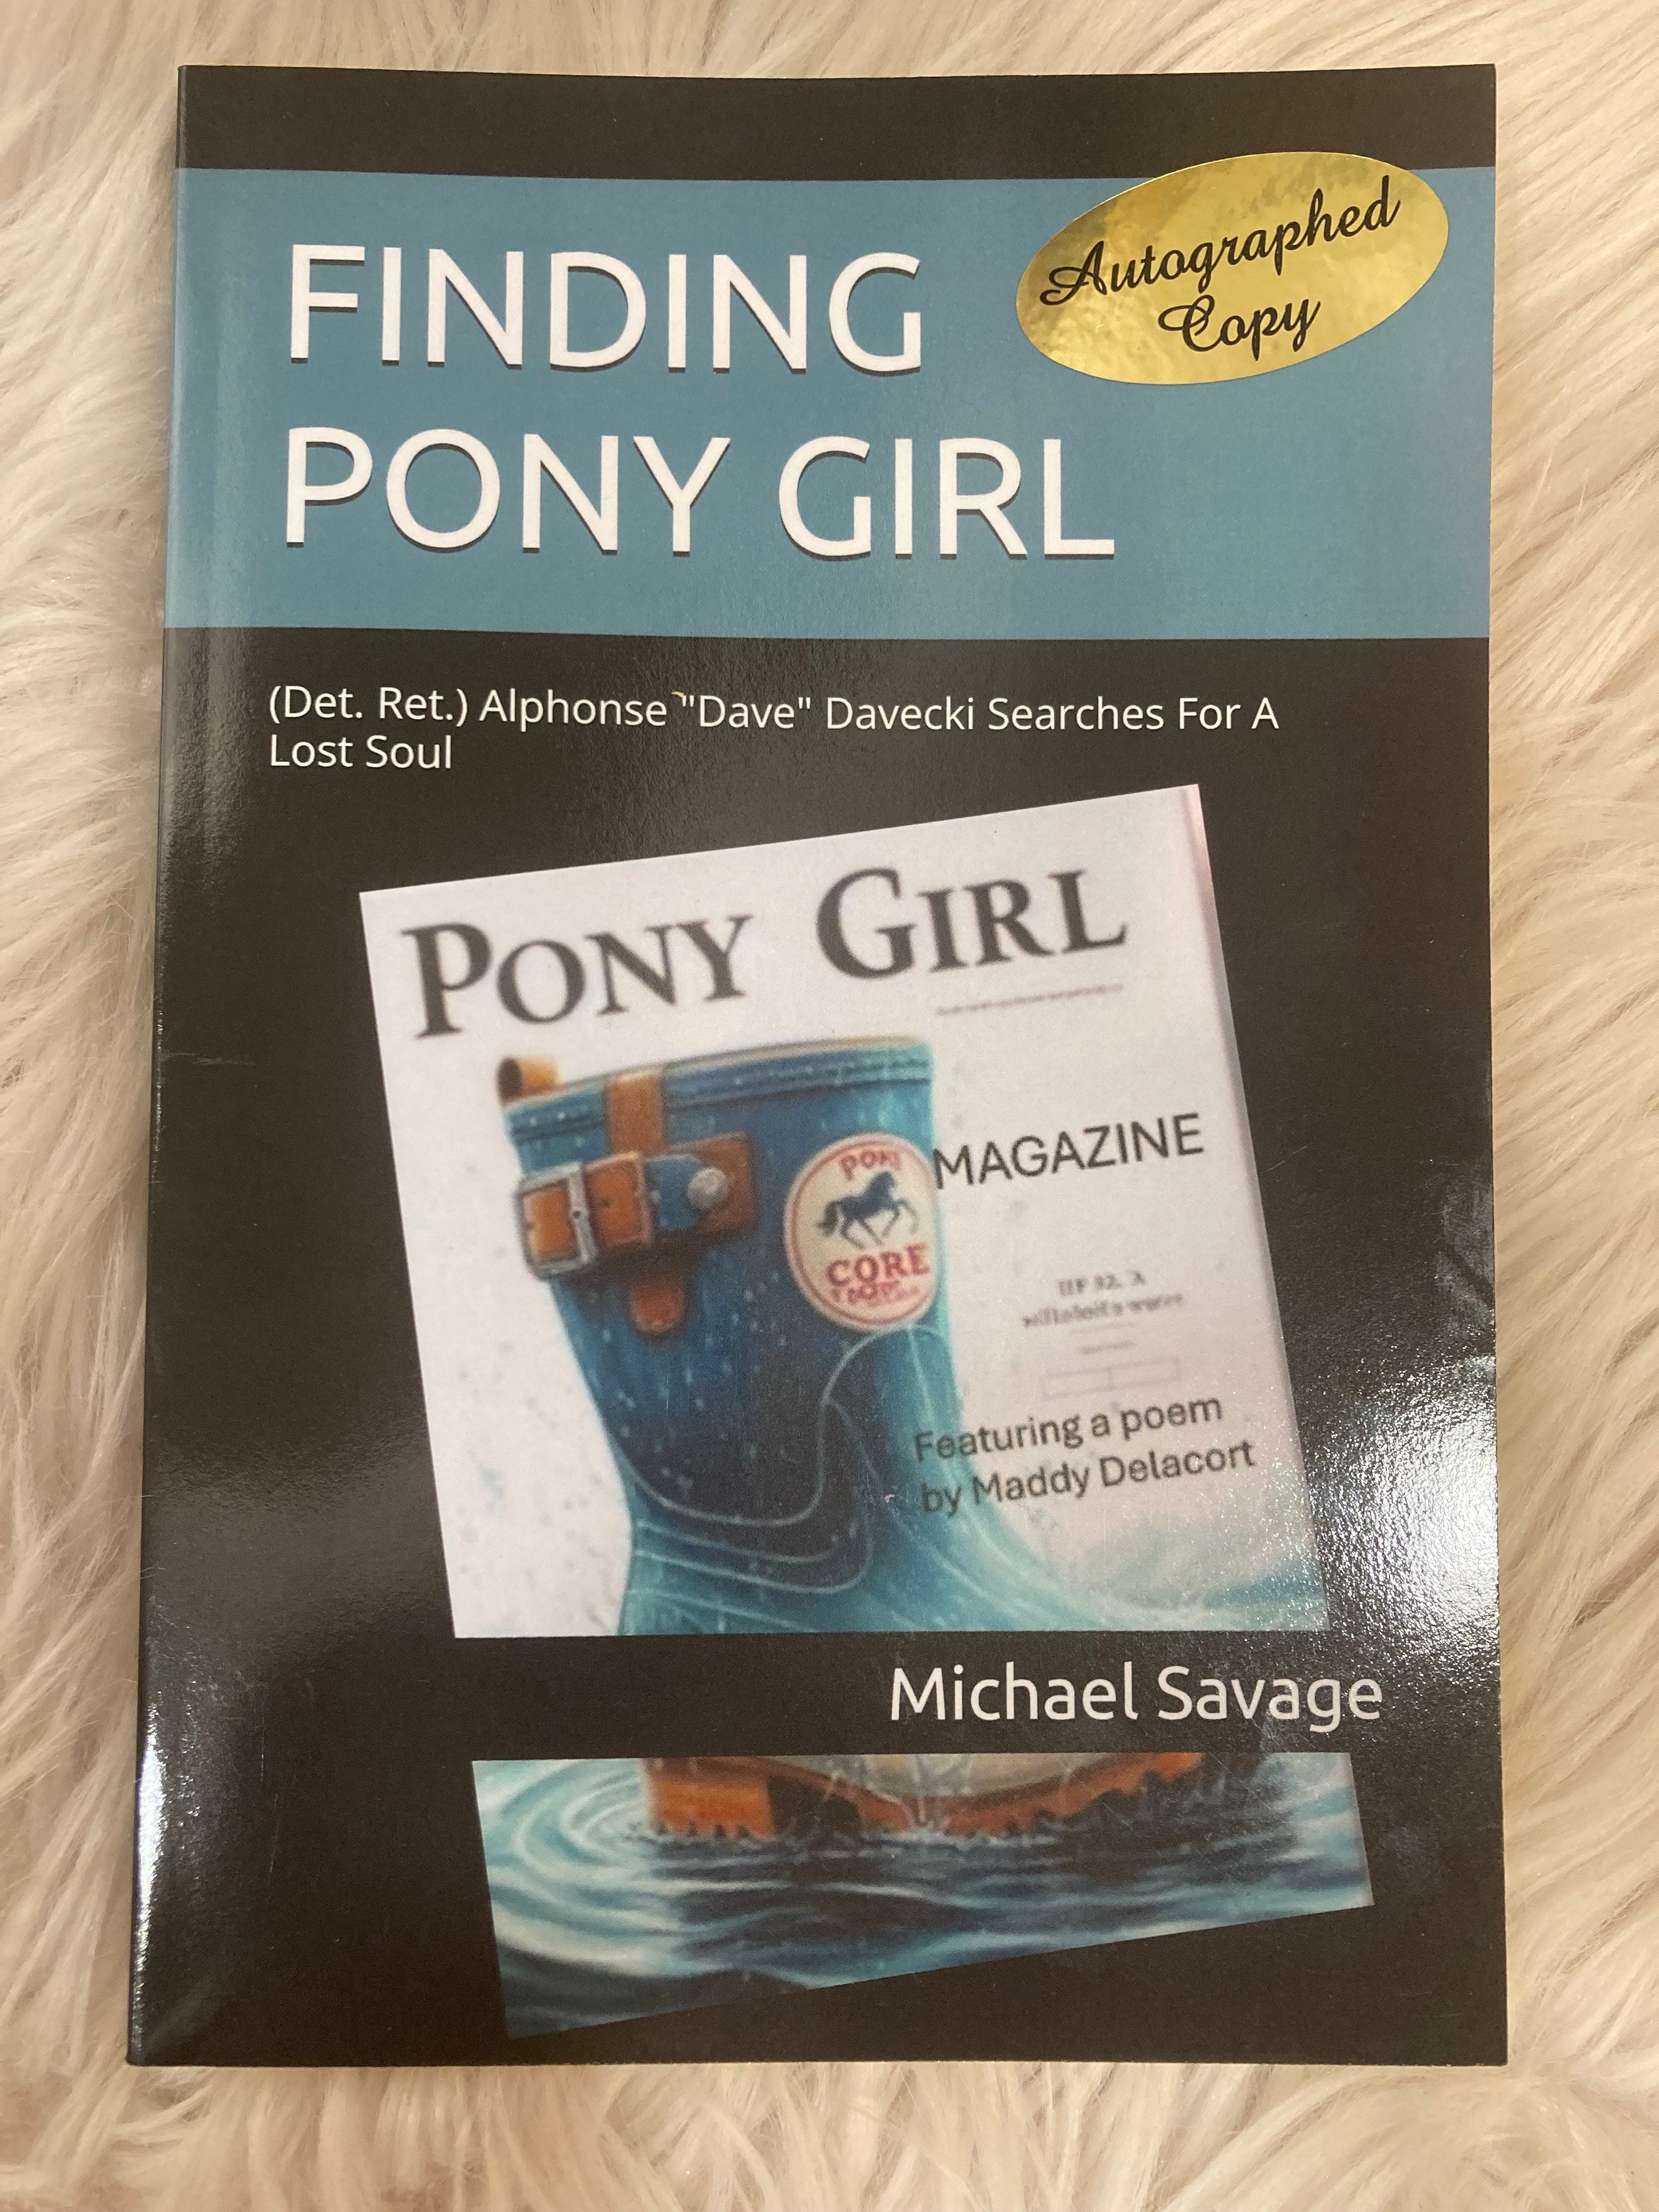 FINDING
PONY GIRL
Autographed
Copy
(Det. Ret.) Alphonse "Dave" Davecki Searches For A
Lost Soul
PONY GIRL
MAGAZINE
PONY
CORE
Featuring a poem
by Maddy Delacort
Michael Savage